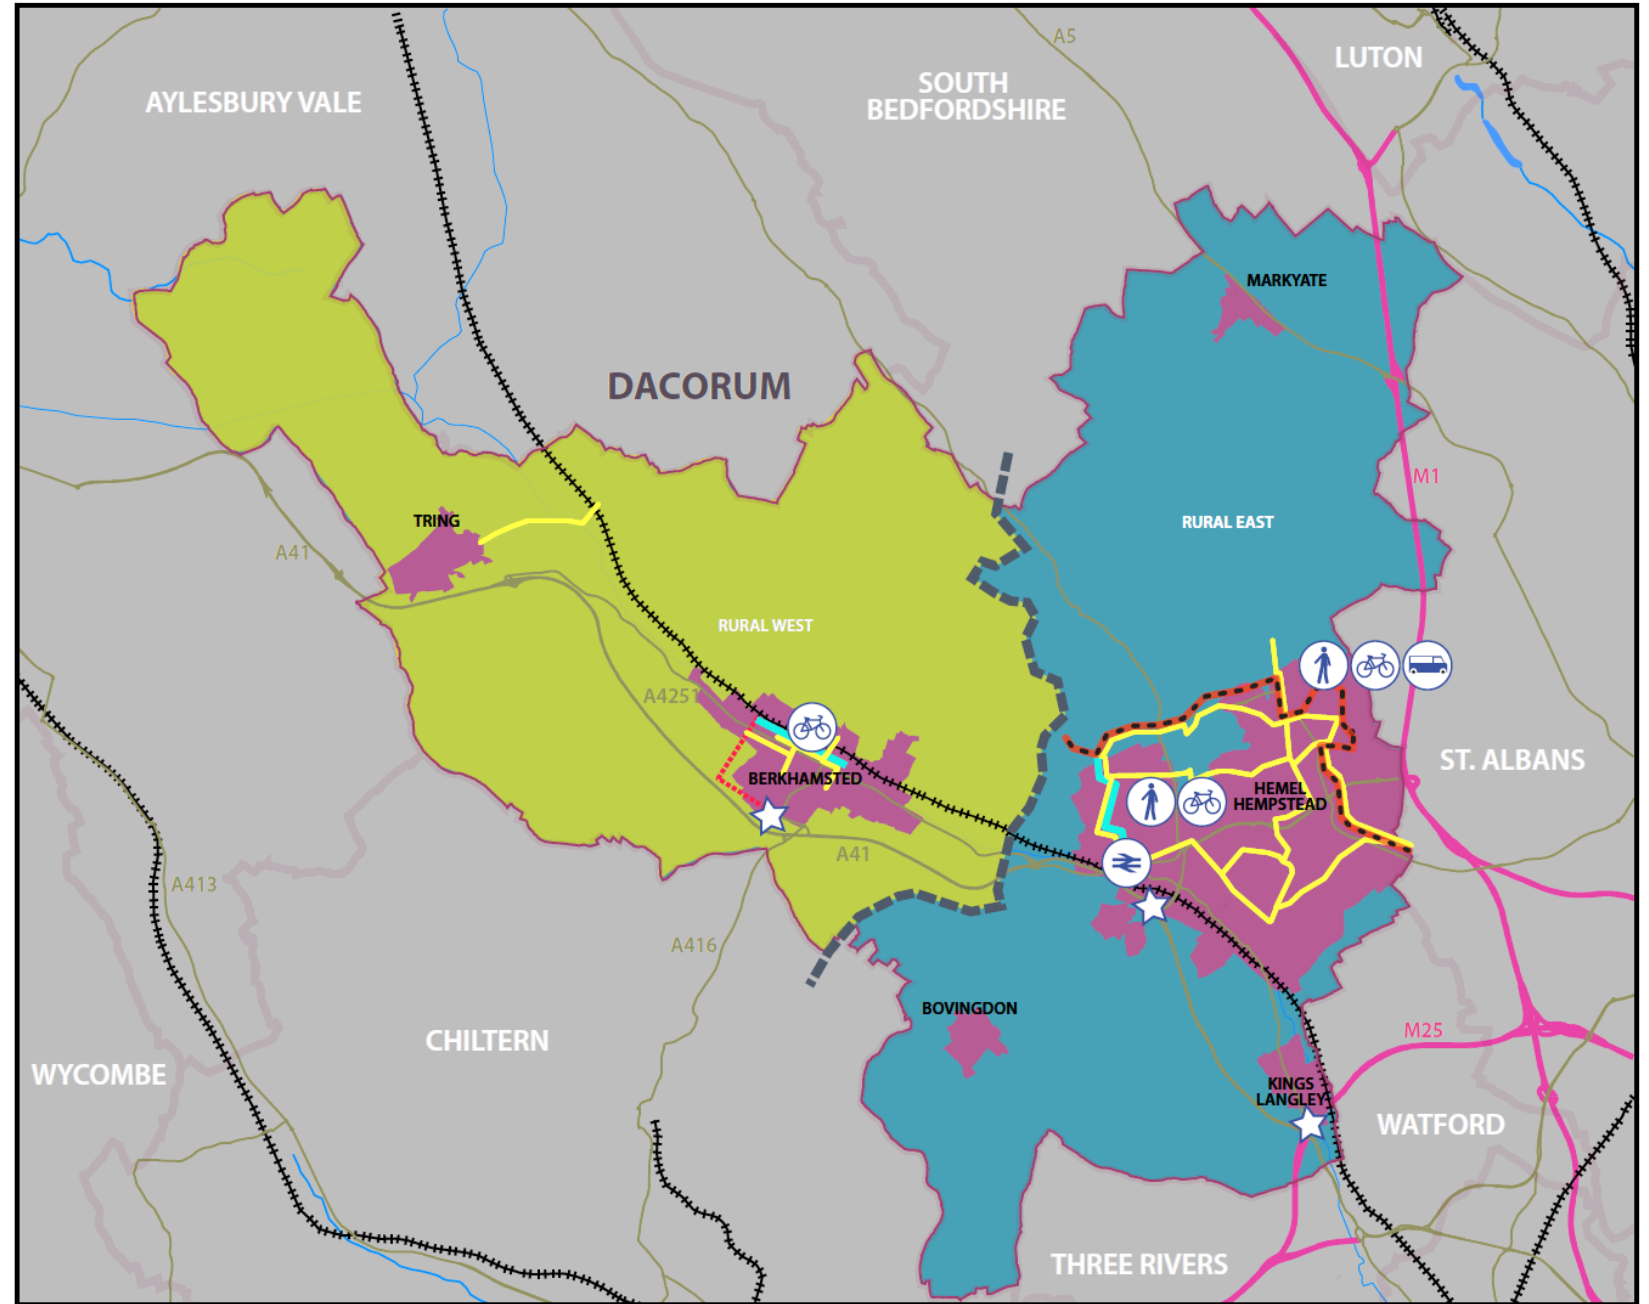 A5
LUTON
SOUTH
BEDFORDSHIRE
AYLESBURY VALE
MARKYATE
DACORUM
M1
TRING
RURAL EAST
A41
RURAL WEST
A4251
ST. ALBANS
BERKHAMSTED
HEMEL
HEMPSTEAD
A41
A413
A416
BOVINGDON
CHILTERN
M25
WYCOMBE
KINGS
LANGLEY
WATFORD
THREE RIVERS